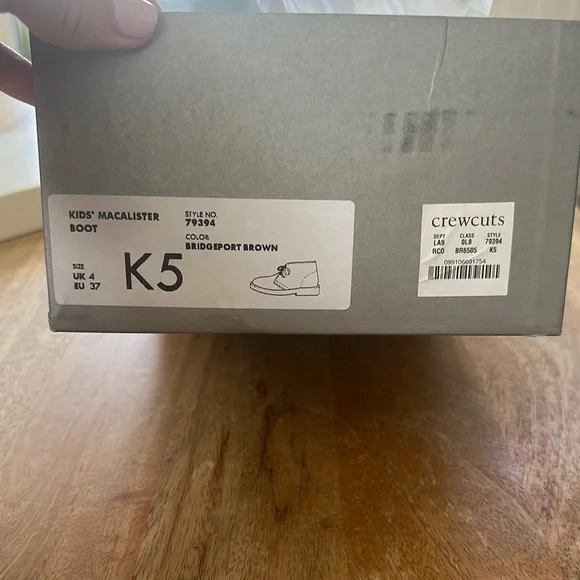 KIDS' MACALISTER
BOOT
STYLE NO.
79394
COLOR:
BRIDGEPORT BROWN
SIZE
UK 4
EU 37
K5
crewcuts
DEPT CLASS STYLE
LA9 0L8 79394
RCO BR6505 K5
099106601754